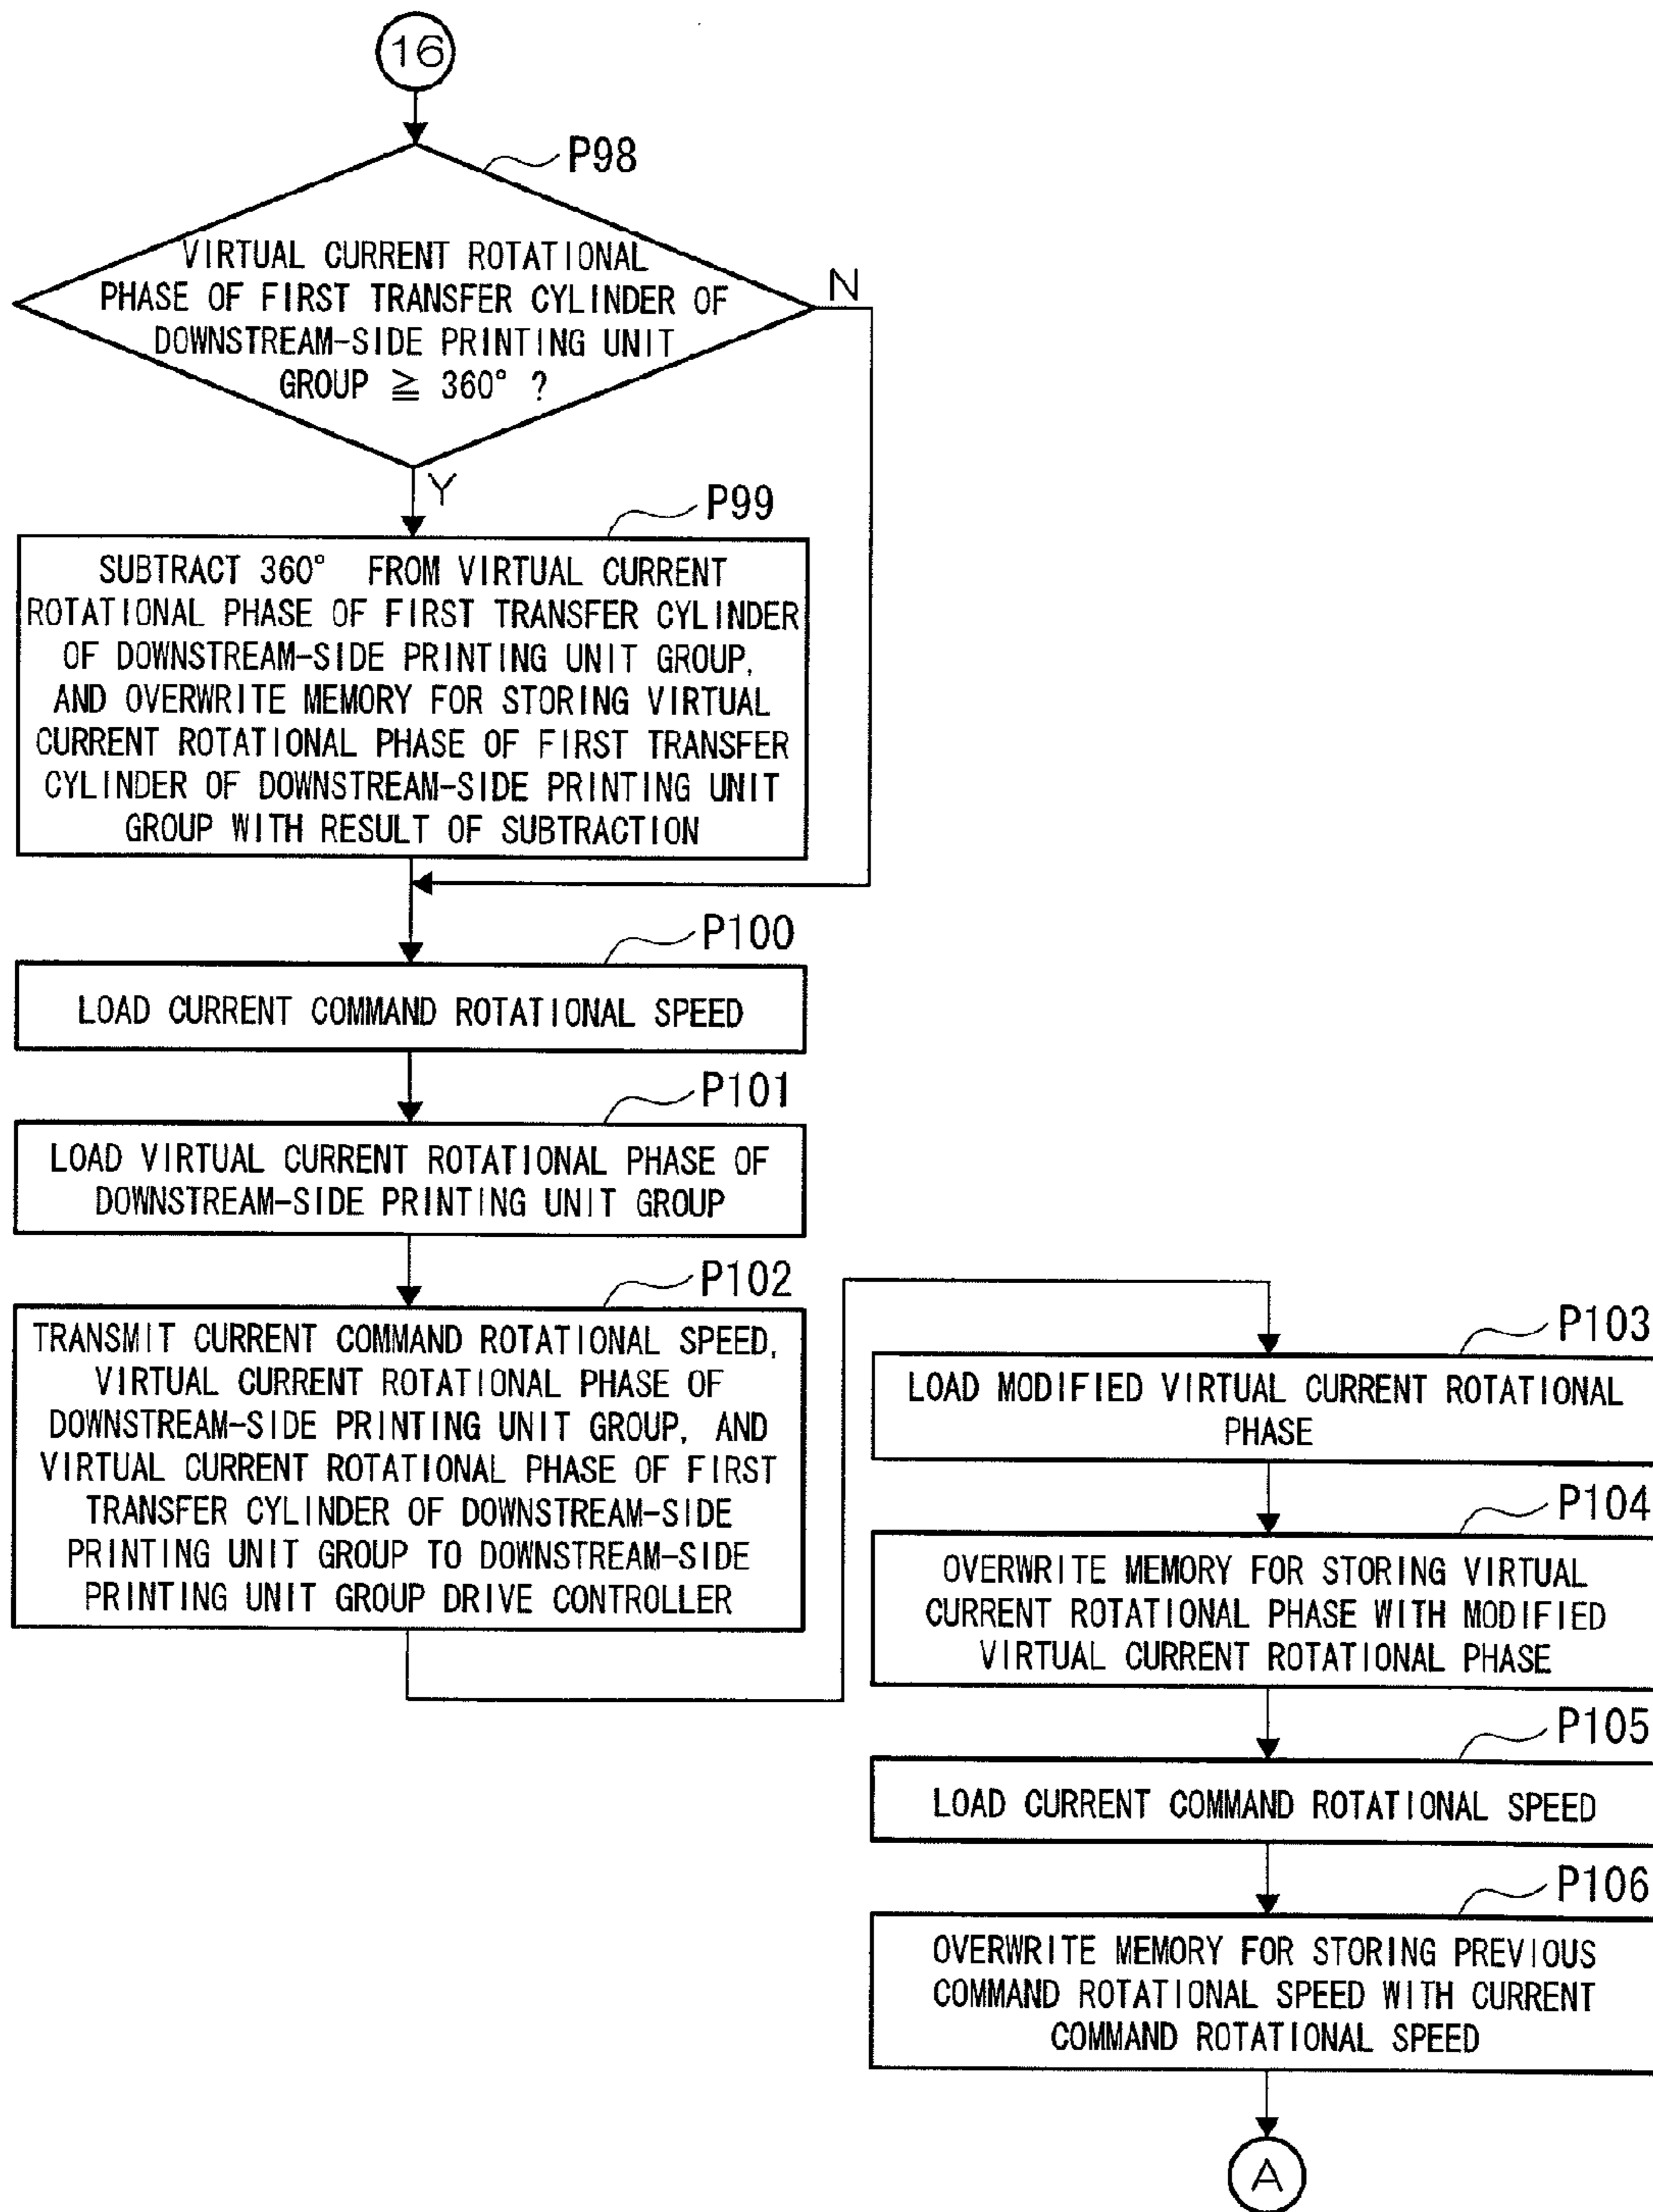 16
P98
VIRTUAL CURRENT ROTATIONAL
PHASE OF FIRST TRANSFER CYLINDER OF
DOWNSTREAM-SIDE PRINTING UNIT
GROUP ≧ 360° ?
N
Y
P99
SUBTRACT 360° FROM VIRTUAL CURRENT
ROTATIONAL PHASE OF FIRST TRANSFER CYLINDER
OF DOWNSTREAM-SIDE PRINTING UNIT GROUP,
AND OVERWRITE MEMORY FOR STORING VIRTUAL
CURRENT ROTATIONAL PHASE OF FIRST TRANSFER
CYLINDER OF DOWNSTREAM-SIDE PRINTING UNIT
GROUP WITH RESULT OF SUBTRACTION
P100
LOAD CURRENT COMMAND ROTATIONAL SPEED
P101
LOAD VIRTUAL CURRENT ROTATIONAL PHASE OF
DOWNSTREAM-SIDE PRINTING UNIT GROUP
P102
TRANSMIT CURRENT COMMAND ROTATIONAL SPEED,
VIRTUAL CURRENT ROTATIONAL PHASE OF
DOWNSTREAM-SIDE PRINTING UNIT GROUP, AND
VIRTUAL CURRENT ROTATIONAL PHASE OF FIRST
TRANSFER CYLINDER OF DOWNSTREAM-SIDE
PRINTING UNIT GROUP TO DOWNSTREAM-SIDE
PRINTING UNIT GROUP DRIVE CONTROLLER
P103
LOAD MODIFIED VIRTUAL CURRENT ROTATIONAL
PHASE
P104
OVERWRITE MEMORY FOR STORING VIRTUAL
CURRENT ROTATIONAL PHASE WITH MODIFIED
VIRTUAL CURRENT ROTATIONAL PHASE
P105
LOAD CURRENT COMMAND ROTATIONAL SPEED
P106
OVERWRITE MEMORY FOR STORING PREVIOUS
COMMAND ROTATIONAL SPEED WITH CURRENT
COMMAND ROTATIONAL SPEED
A